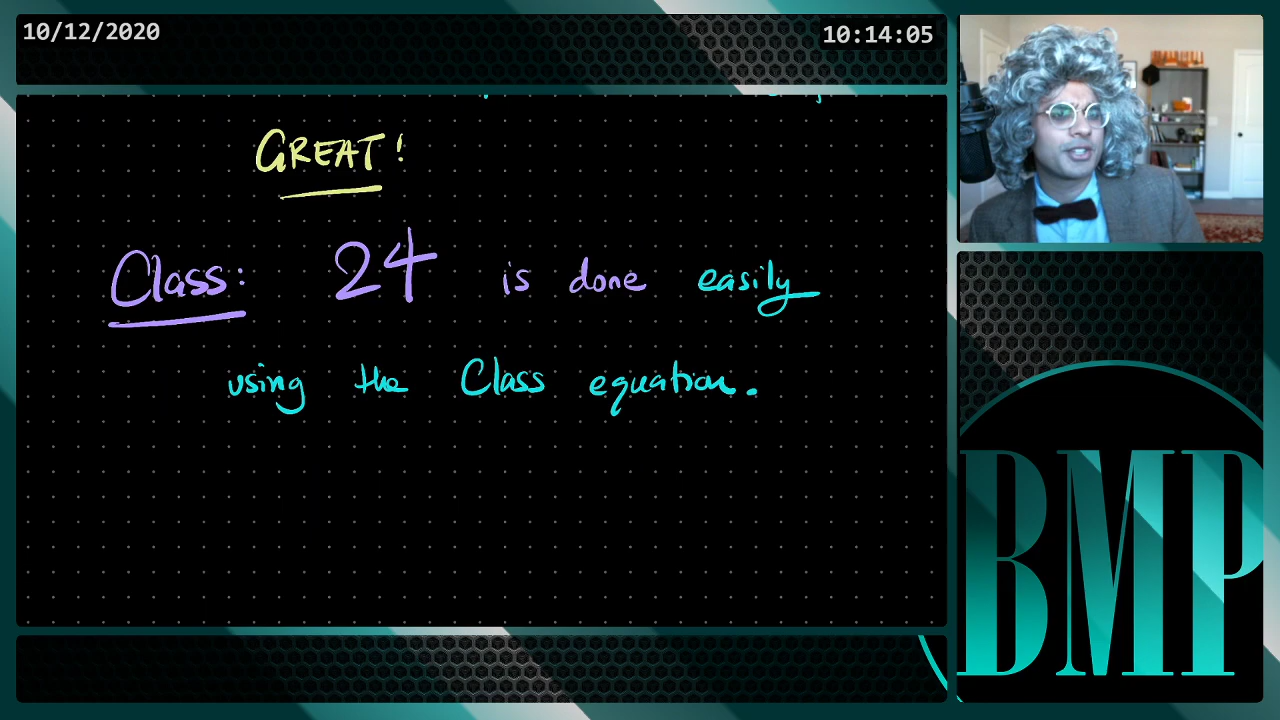 10/12/2020
10:14:05
GREAT!
Class: 24 is done easily
using the Class equation.
BMP